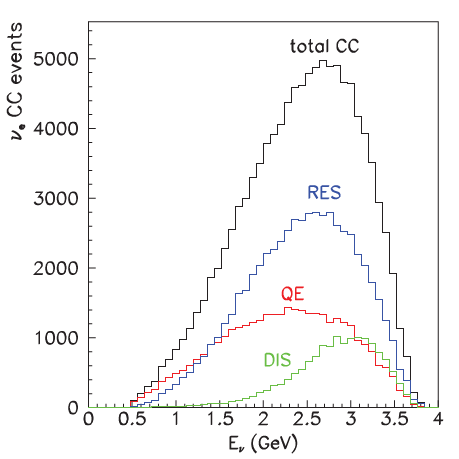 total CC
ν_e CC events
5000
4000
3000
2000
1000
0
RES
QE
DIS
0 0.5 1 1.5 2 2.5 3 3.5 4
E_ν (GeV)